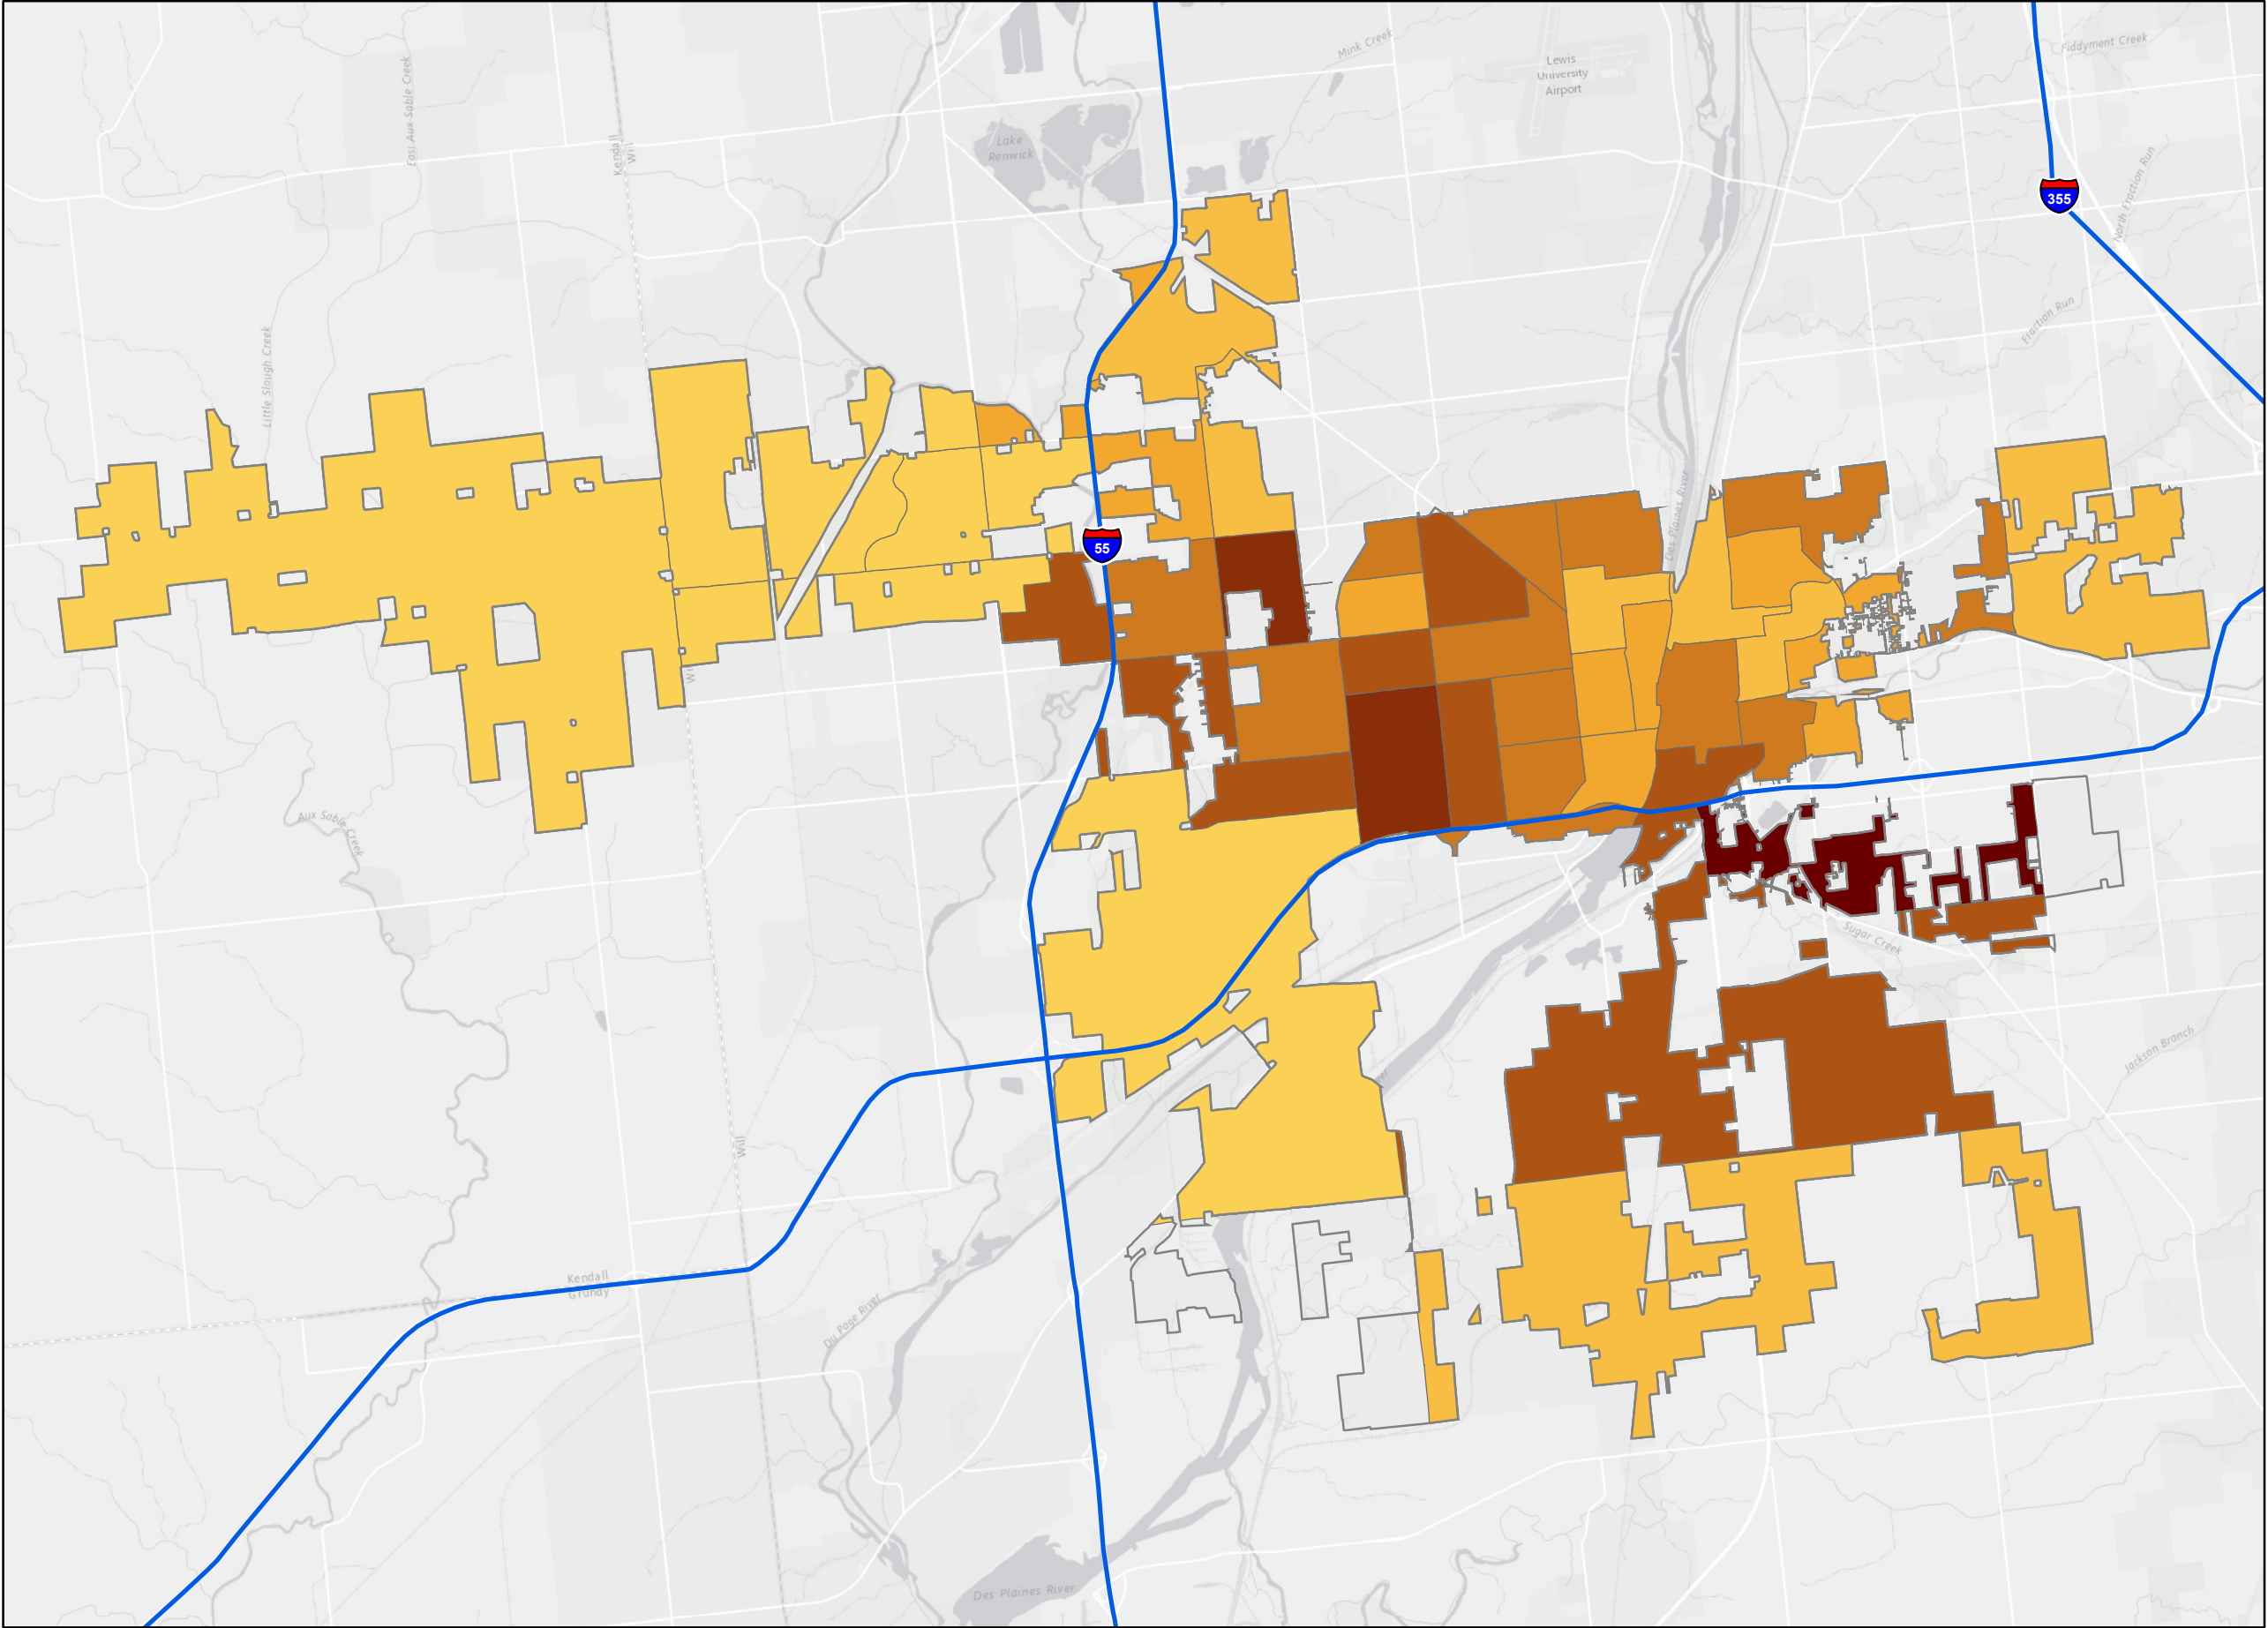 Mink Creek
Fiddyment Creek
Lewis
University
Airport
East Aux Sable Creek
Kendall
Will
Lake
Renwick
355
North Fraction Run
Fraction Run
Little Slough Creek
Des Plaines River
55
Aux Sable Creek
Sugar Creek
Jackson Branch
Will
Kendall
Grundy
Du Page River
Des Plaines River